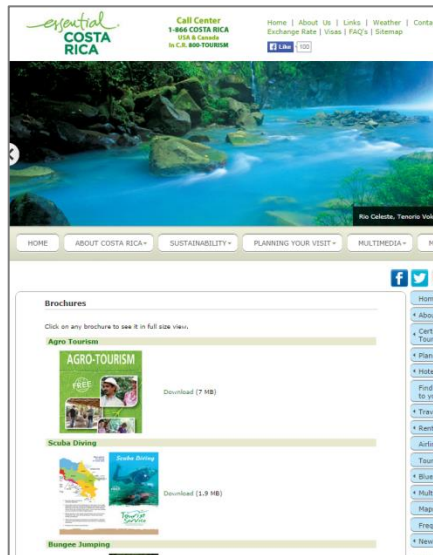 essential
COSTA
RICA
Call Center
1-866 COSTA RICA
USA & Canada
In C.R. 800-TOURISM
Home | About Us | Links | Weather | Conta
Exchange Rate | Visas | FAQ's | Sitemap
Like 100
Rio Celeste, Tenorio Vol
HOME
ABOUT COSTA RICA
SUSTAINABILITY
PLANNING YOUR VISIT
MULTIMEDIA
M
Brochures
Click on any brochure to see it in full size view.
Agro Tourism
AGRO-TOURISM
FREE
Download (7 MB)
Scuba Diving
Scuba Diving
Download (1.9 MB)
Bungee Jumping
Hom
Abou
Cert
Tour
Plan
Hote
Find
to yo
Trav
Rent
Airli
Tour
Blue
Mult
Map
Freq
New